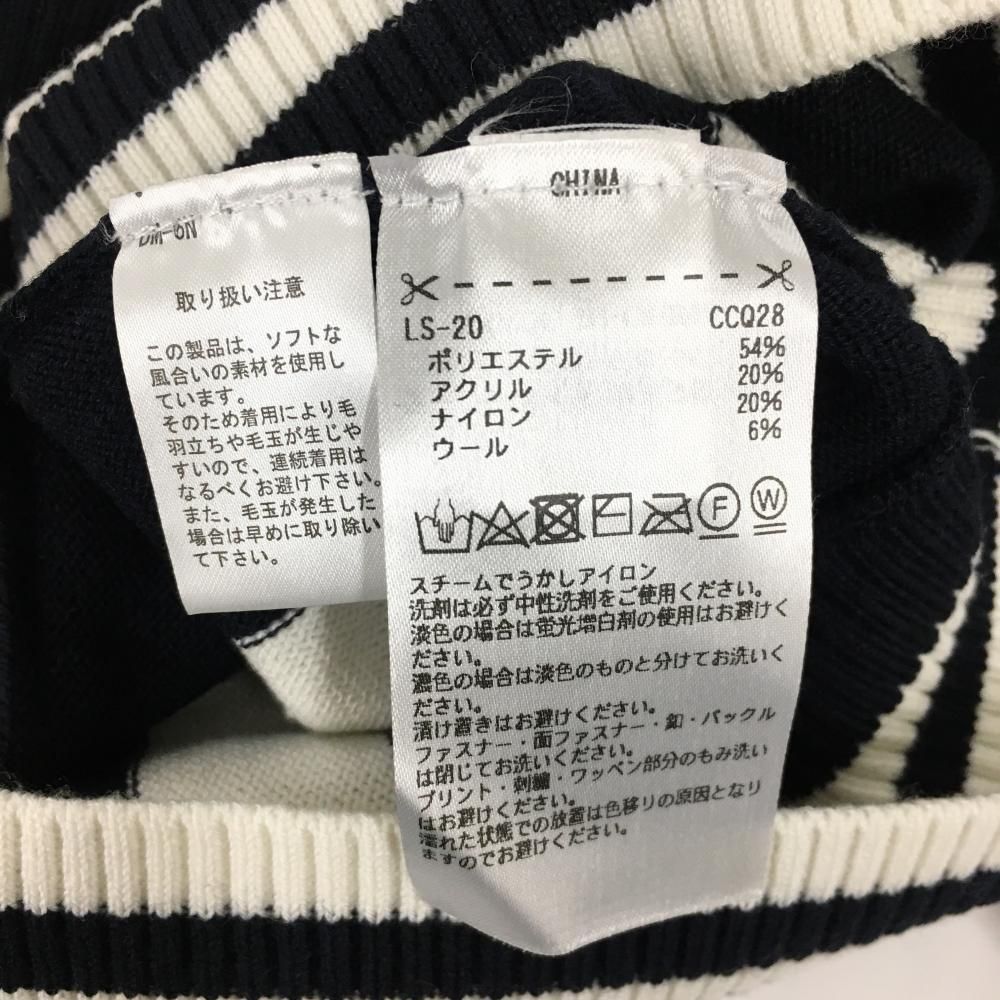 DM-6N
取り扱い注意
この製品は、ソフトな
風合いの素材を使用し
ています。
そのため着用により毛
羽立ちや毛玉が生じや
すいので、連続着用は
なるべくお避け下さい。
また、毛玉が発生した
場合は早めに取り除い
て下さい。
CHINA
LS-20 CCQ28
ポリエステル 54%
アクリル 20%
ナイロン 20%
ウール 6%
F W
スチームでうかしアイロン
洗剤は必ず中性洗剤をご使用ください。
淡色の場合は蛍光増白剤の使用はお避けく
ださい。
濃色の場合は淡色のものと分けてお洗いく
ださい。
漬け置きはお避けください。
ファスナー・面ファスナー・釦・バックル
は閉じてお洗いください。
プリント・刺繍・ワッペン部分のもみ洗い
はお避けください。
濡れた状態での放置は色移りの原因となり
ますのでお避けください。